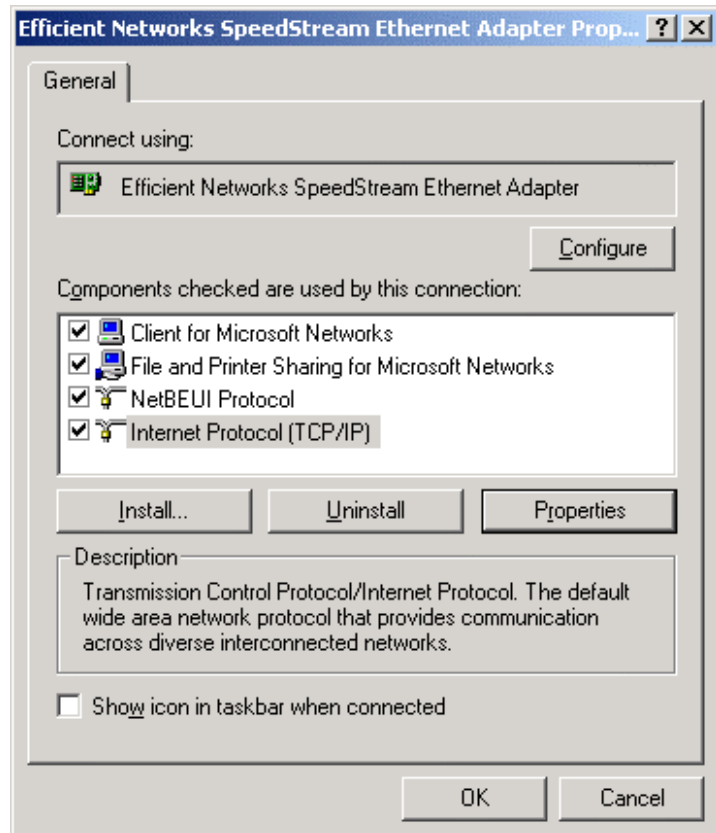 Efficient Networks SpeedStream Ethernet Adapter Prop...
General
Connect using:
Efficient Networks SpeedStream Ethernet Adapter
Configure
Components checked are used by this connection:
Client for Microsoft Networks
File and Printer Sharing for Microsoft Networks
NetBEUI Protocol
Internet Protocol (TCP/IP)
Install... Uninstall Properties
Description
Transmission Control Protocol/Internet Protocol. The default
wide area network protocol that provides communication
across diverse interconnected networks.
Show icon in taskbar when connected
OK Cancel